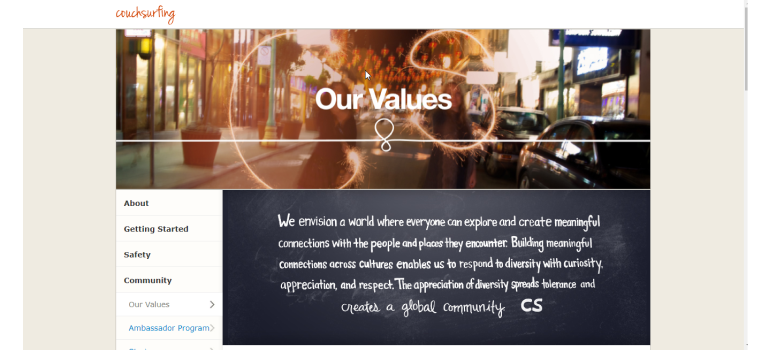 couchsurfing
Our Values
About
Getting Started
Safety
Community
Our Values
Ambassador Program
We envision a world where everyone can explore and create meaningful
connections with the people and places they encounter. Building meaningful
connections across cultures enables us to respond to diversity with curiosity,
appreciation, and respect. The appreciation of diversity spreads tolerance and
creates a global community. CS